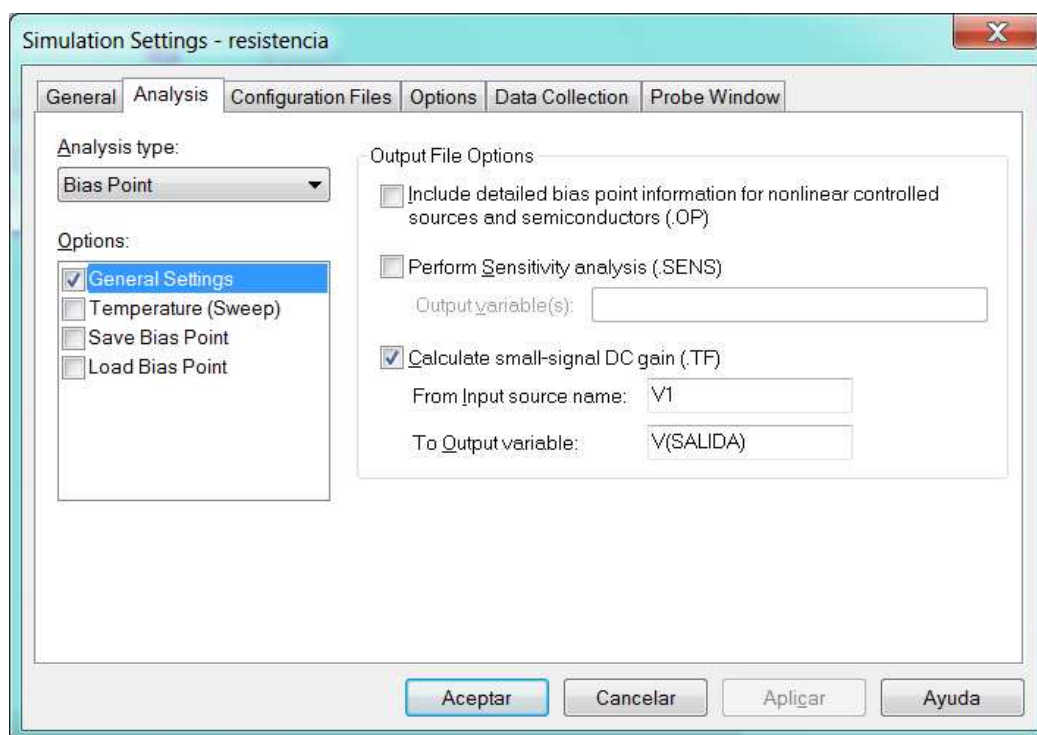 Simulation Settings - resistencia
General Analysis Configuration Files Options Data Collection Probe Window
Analysis type:
Bias Point
Options:
General Settings
Temperature (Sweep)
Save Bias Point
Load Bias Point
Output File Options
Include detailed bias point information for nonlinear controlled
sources and semiconductors (.OP)
Perform Sensitivity analysis (.SENS)
Output variable(s):
Calculate small-signal DC gain (.TF)
From Input source name: V1
To Output variable: V(SALIDA)
Aceptar Cancelar Aplicar Ayuda